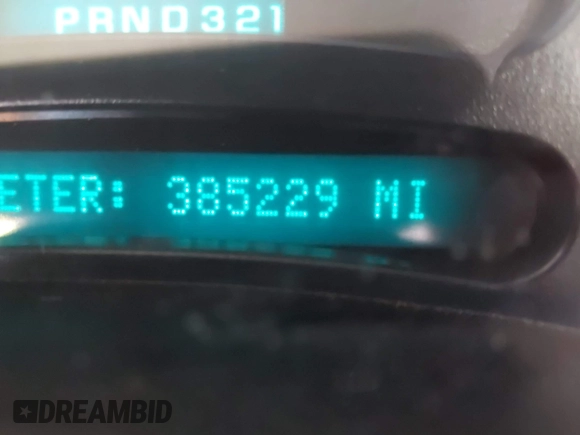 PRND321
ETER: 385229 MI
DREAMBID